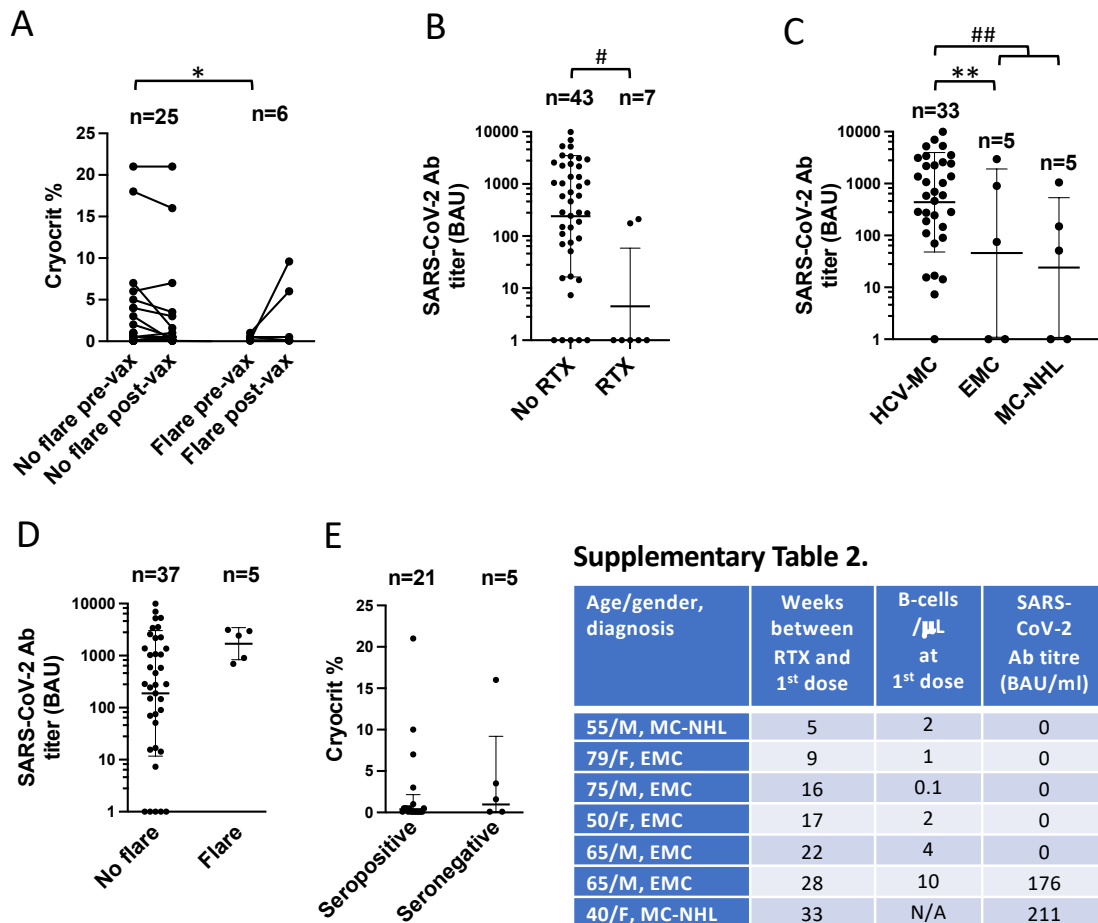 A
*
n=25
n=6
Cryocrit %
25
20
15
10
5
0
No flare pre-vax
No flare post-vax
Flare pre-vax
Flare post-vax
B
#
n=43
n=7
SARS-CoV-2 Ab
titer (BAU)
10000
1000
100
10
1
No RTX
RTX
C
##
**
n=33
n=5
n=5
SARS-CoV-2 Ab
titer (BAU)
10000
1000
100
10
1
HCV-MC
EMC
MC-NHL
D
n=37
n=5
SARS-CoV-2 Ab
titer (BAU)
10000
1000
100
10
1
No flare
Flare
E
n=21
n=5
Cryocrit %
25
20
15
10
5
0
Seropositive
Seronegative
Supplementary Table 2.
Age/gender,
diagnosis
Weeks
between
RTX and
1st dose
B-cells
/μL
at
1st dose
SARS-
CoV-2
Ab titre
(BAU/ml)
55/M, MC-NHL 5 2 0
79/F, EMC 9 1 0
75/M, EMC 16 0.1 0
50/F, EMC 17 2 0
65/M, EMC 22 4 0
65/M, EMC 28 10 176
40/F, MC-NHL 33 N/A 211